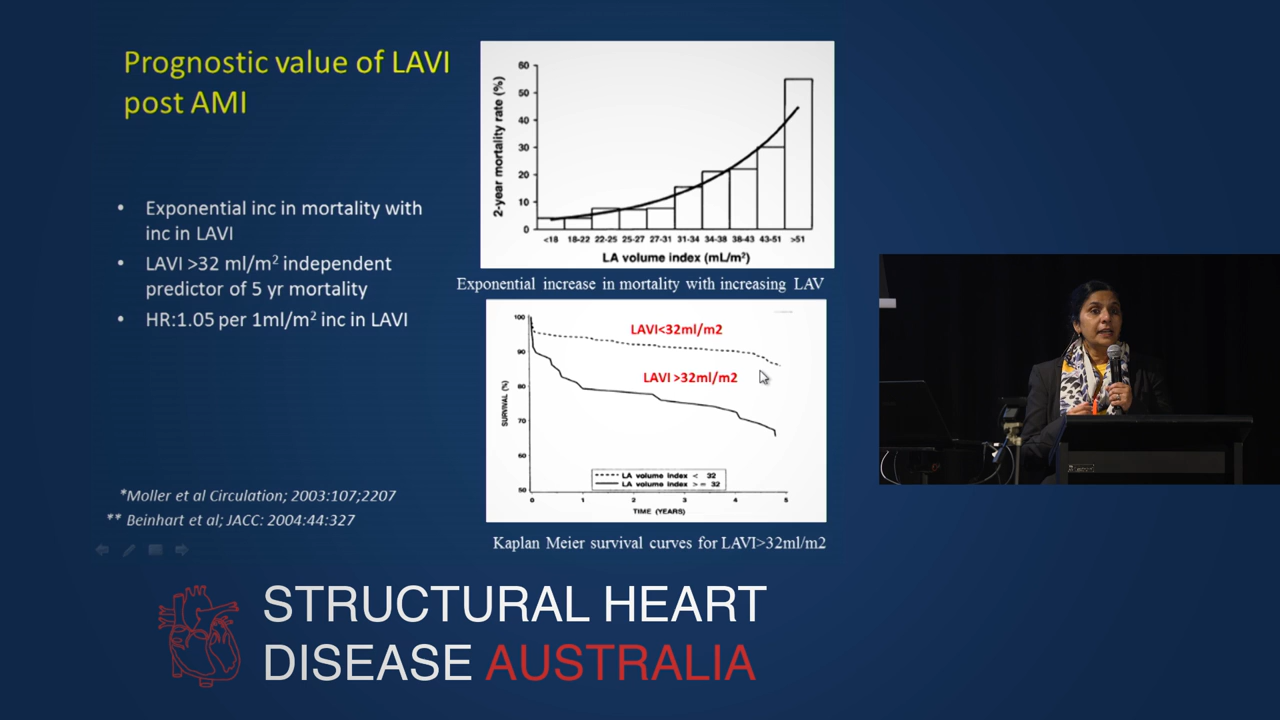 Prognostic value of LAVI
post AMI
• Exponential inc in mortality with
inc in LAVI
• LAVI >32 ml/m² independent
predictor of 5 yr mortality
• HR:1.05 per 1ml/m² inc in LAVI
*Moller et al Circulation; 2003:107;2207
** Beinhart et al; JACC: 2004:44:327
2-year mortality rate (%)
60
50
40
30
20
10
0
<18 18-22 22-25 25-27 27-31 31-34 34-38 38-43 43-51 >51
LA volume index (mL/m²)
Exponential increase in mortality with increasing LAV
SURVIVAL (%)
100
90
80
70
60
50
LAVI<32ml/m2
LAVI >32ml/m2
LA volume index < 32
LA volume index >= 32
0 1 2 3 4 5
TIME (YEARS)
Kaplan Meier survival curves for LAVI>32ml/m2
STRUCTURAL HEART
DISEASE AUSTRALIA